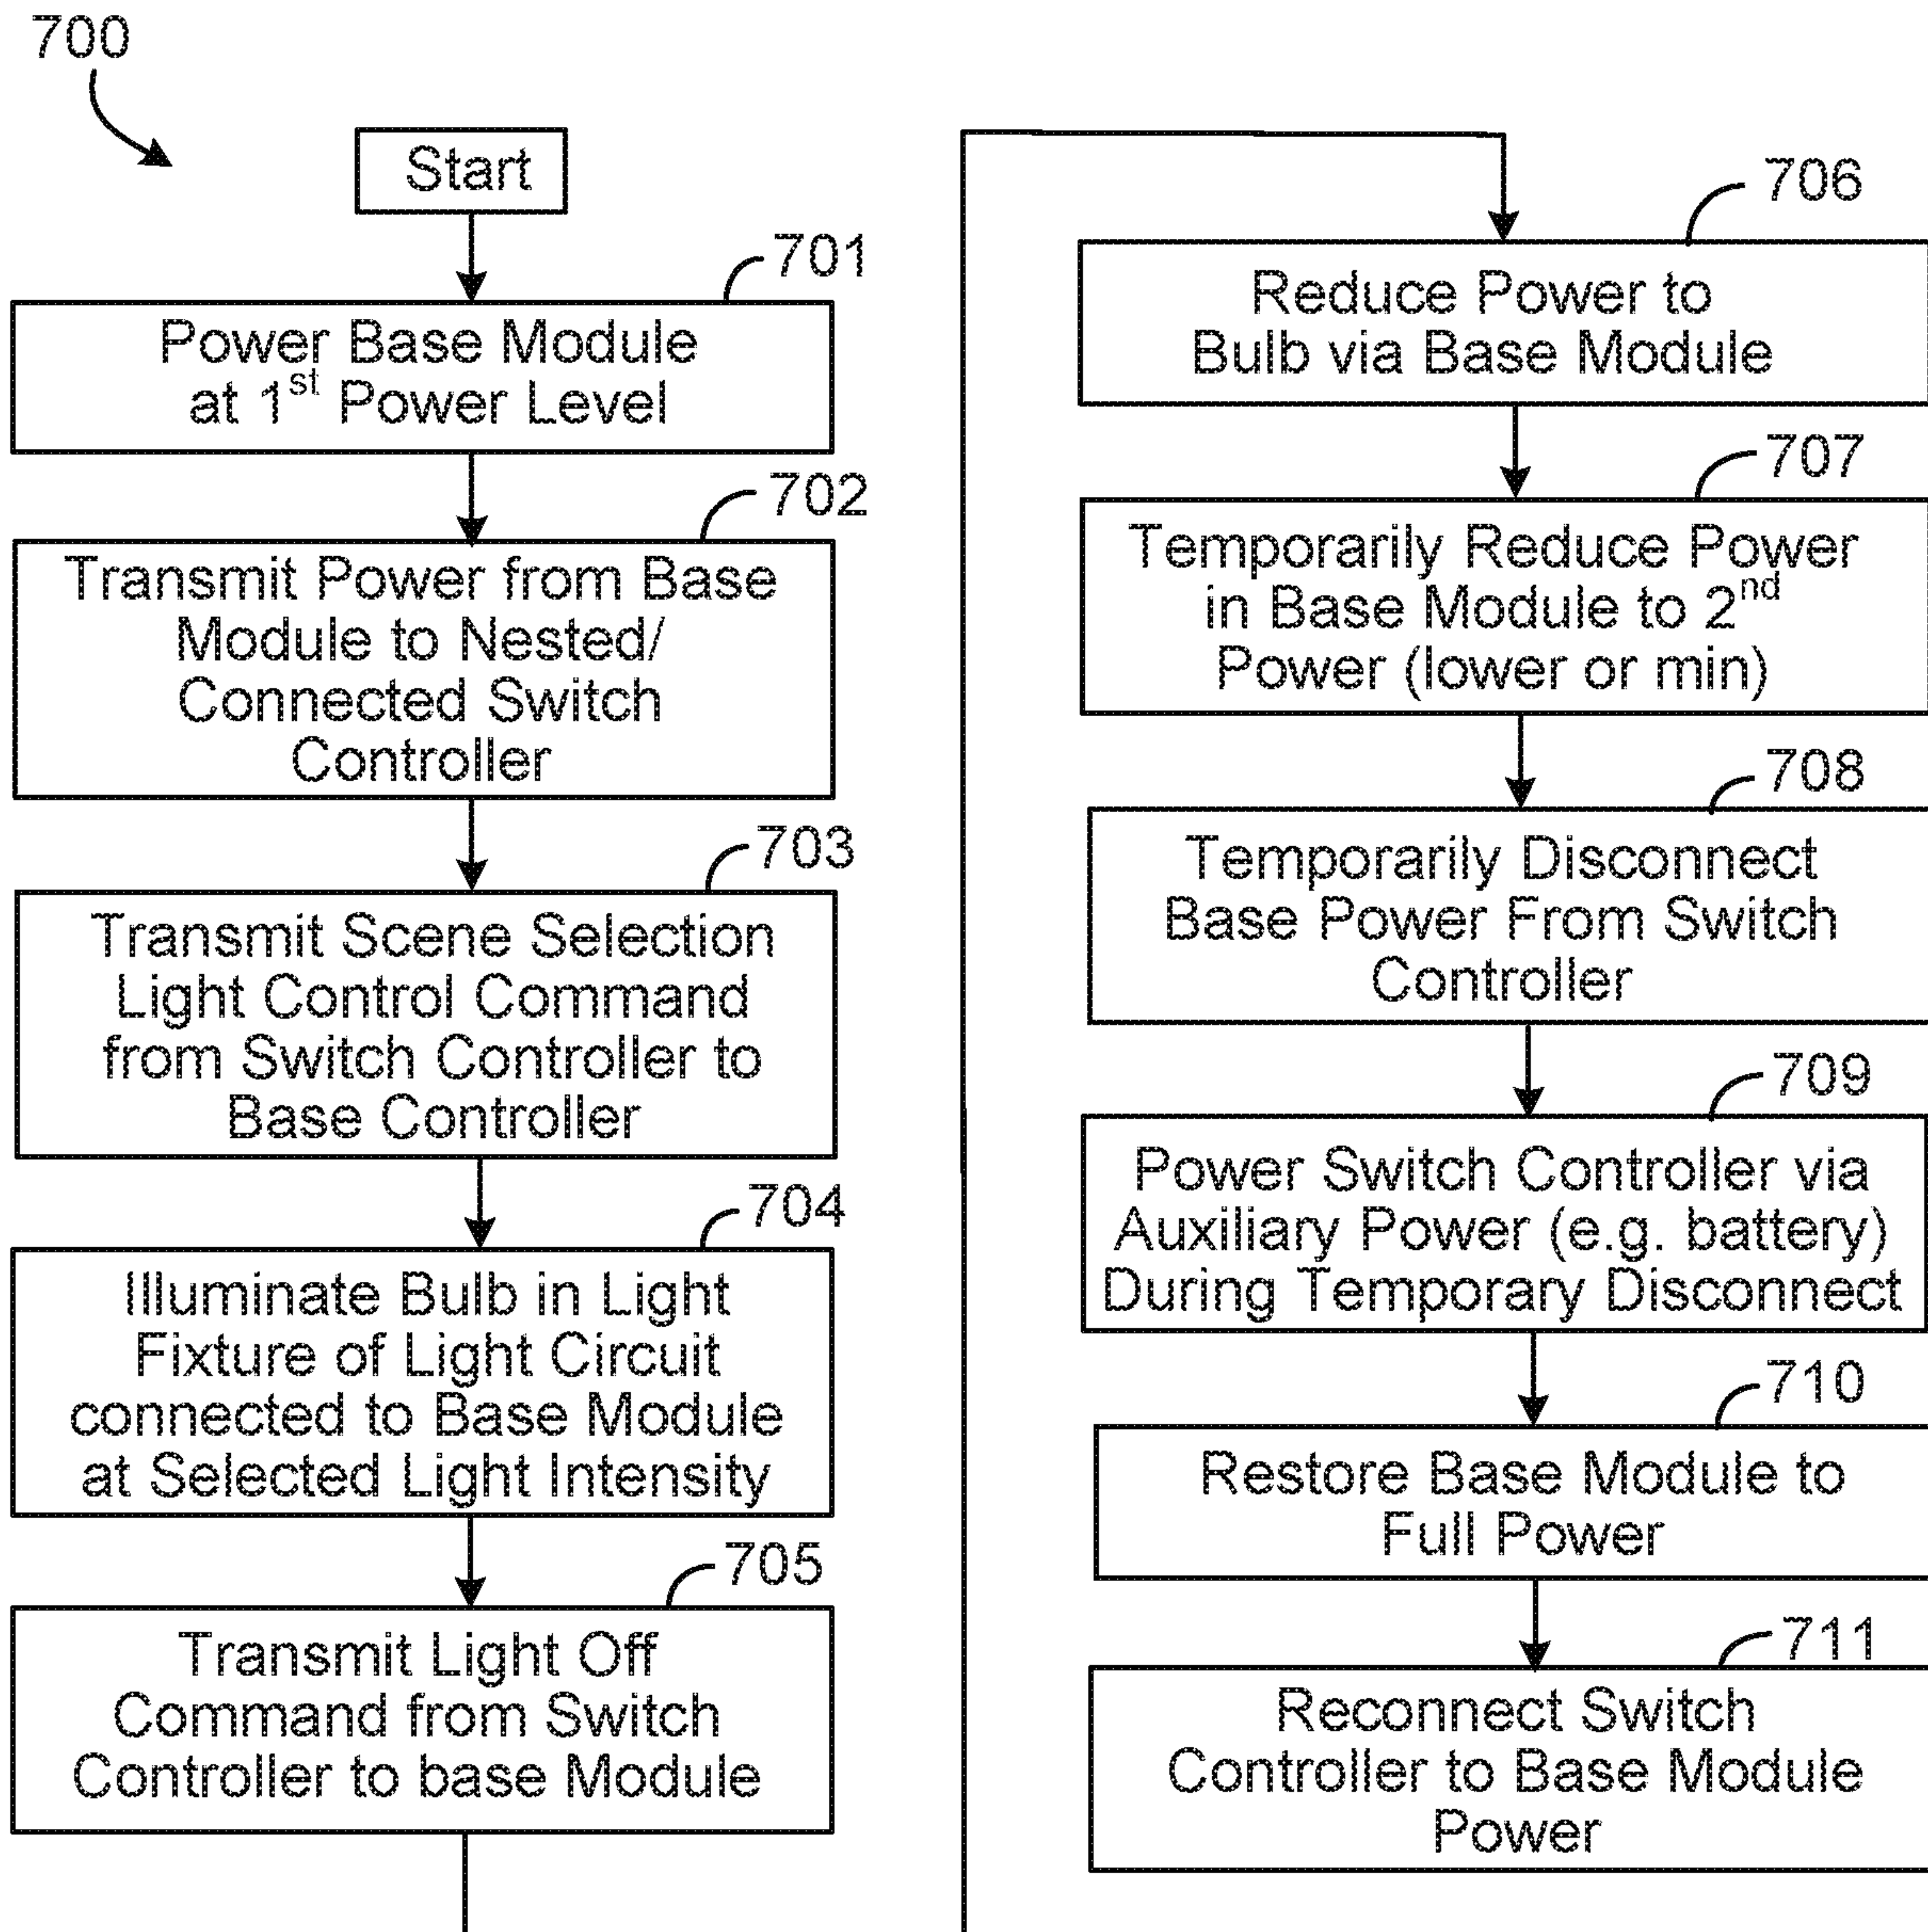 700
Start
701
Power Base Module
at 1st Power Level
702
Transmit Power from Base
Module to Nested/
Connected Switch
Controller
703
Transmit Scene Selection
Light Control Command
from Switch Controller to
Base Controller
704
Illuminate Bulb in Light
Fixture of Light Circuit
connected to Base Module
at Selected Light Intensity
705
Transmit Light Off
Command from Switch
Controller to base Module
706
Reduce Power to
Bulb via Base Module
707
Temporarily Reduce Power
in Base Module to 2nd
Power (lower or min)
708
Temporarily Disconnect
Base Power From Switch
Controller
709
Power Switch Controller via
Auxiliary Power (e.g. battery)
During Temporary Disconnect
710
Restore Base Module to
Full Power
711
Reconnect Switch
Controller to Base Module
Power